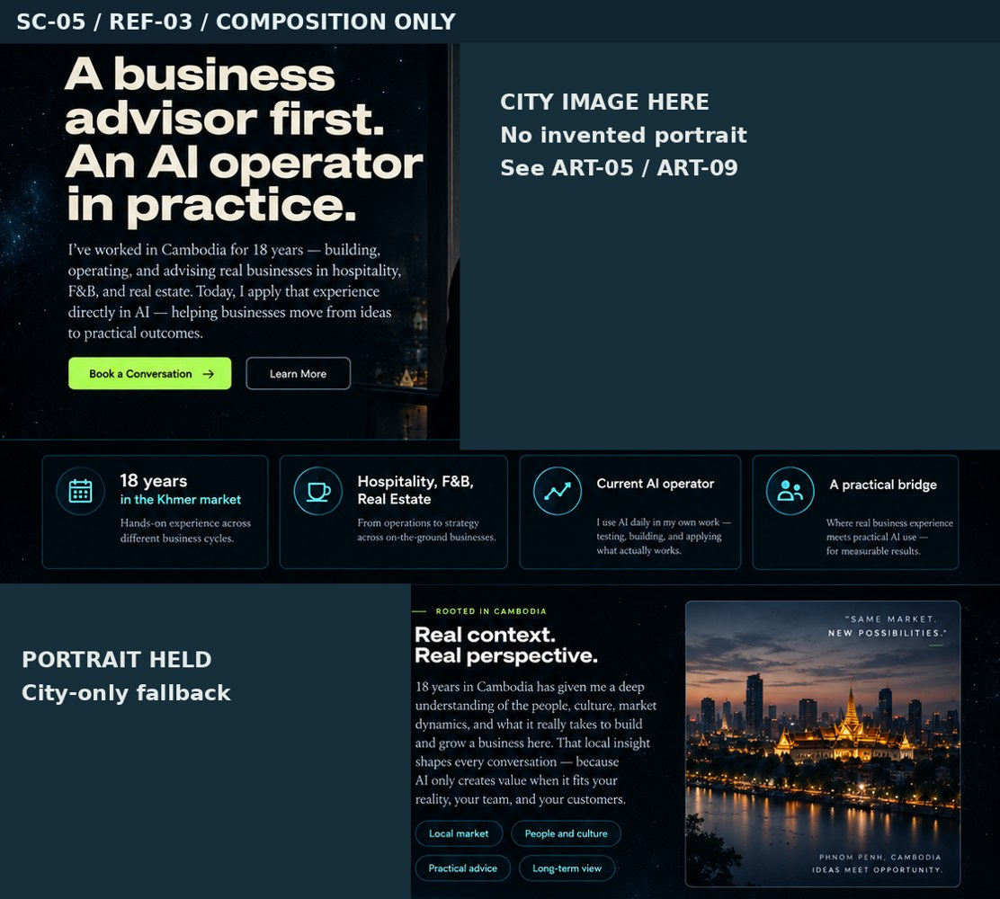 SC-05 / REF-03 / COMPOSITION ONLY
A business
advisor first.
An AI operator
in practice.
I’ve worked in Cambodia for 18 years — building,
operating, and advising real businesses in hospitality,
F&B, and real estate. Today, I apply that experience
directly in AI — helping businesses move from ideas
to practical outcomes.
Book a Conversation →
Learn More
CITY IMAGE HERE
No invented portrait
See ART-05 / ART-09
18 years
in the Khmer market
Hands-on experience across
different business cycles.
Hospitality, F&B,
Real Estate
From operations to strategy
across on-the-ground businesses.
Current AI operator
I use AI daily in my own work —
testing, building, and applying
what actually works.
A practical bridge
Where real business experience
meets practical AI use —
for measurable results.
PORTRAIT HELD
City-only fallback
ROOTED IN CAMBODIA
Real context.
Real perspective.
18 years in Cambodia has given me a deep
understanding of the people, culture, market
dynamics, and what it really takes to build
and grow a business here. That local insight
shapes every conversation — because
AI only creates value when it fits your
reality, your team, and your customers.
Local market
People and culture
Practical advice
Long-term view
“SAME MARKET.
NEW POSSIBILITIES.”
PHNOM PENH, CAMBODIA
IDEAS MEET OPPORTUNITY.